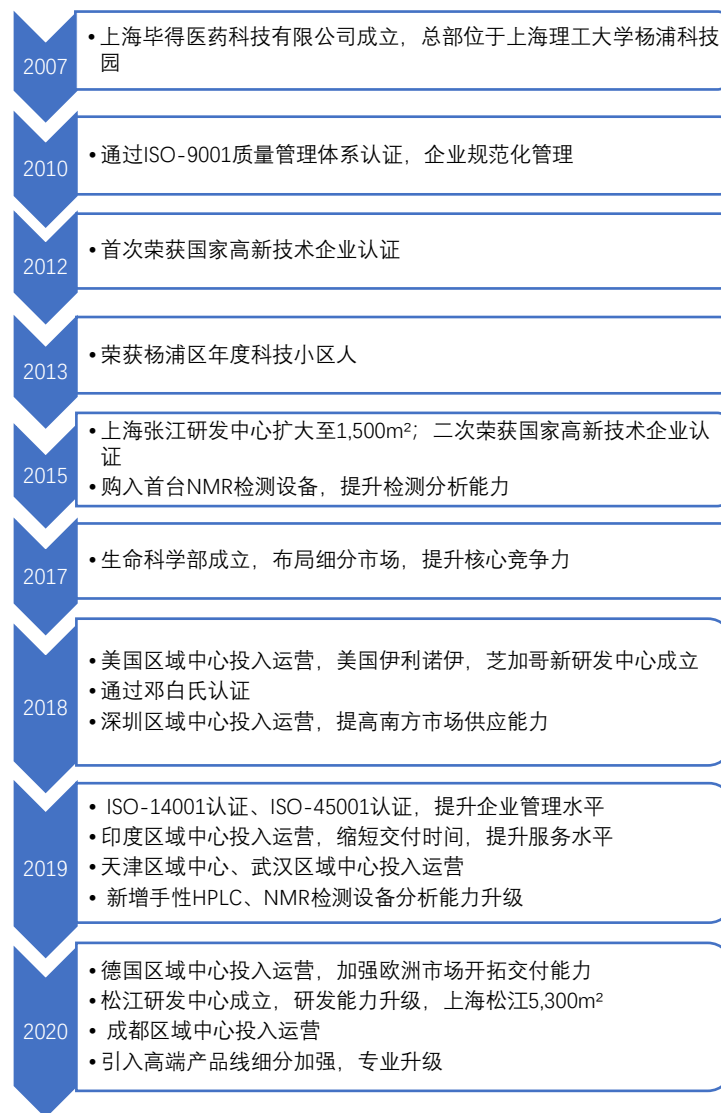 2007
•上海毕得医药科技有限公司成立，总部位于上海理工大学杨浦科技
园
2010
•通过ISO-9001质量管理体系认证，企业规范化管理
2012
•首次荣获国家高新技术企业认证
2013
•荣获杨浦区年度科技小区人
2015
•上海张江研发中心扩大至1,500m²；二次荣获国家高新技术企业认
证
•购入首台NMR检测设备，提升检测分析能力
2017
•生命科学部成立，布局细分市场，提升核心竞争力
2018
•美国区域中心投入运营，美国伊利诺伊，芝加哥新研发中心成立
•通过邓白氏认证
•深圳区域中心投入运营，提高南方市场供应能力
2019
• ISO-14001认证、ISO-45001认证，提升企业管理水平
•印度区域中心投入运营，缩短交付时间，提升服务水平
•天津区域中心、武汉区域中心投入运营
• 新增手性HPLC、NMR检测设备分析能力升级
2020
•德国区域中心投入运营，加强欧洲市场开拓交付能力
•松江研发中心成立，研发能力升级，上海松江5,300m²
• 成都区域中心投入运营
•引入高端产品线细分加强，专业升级